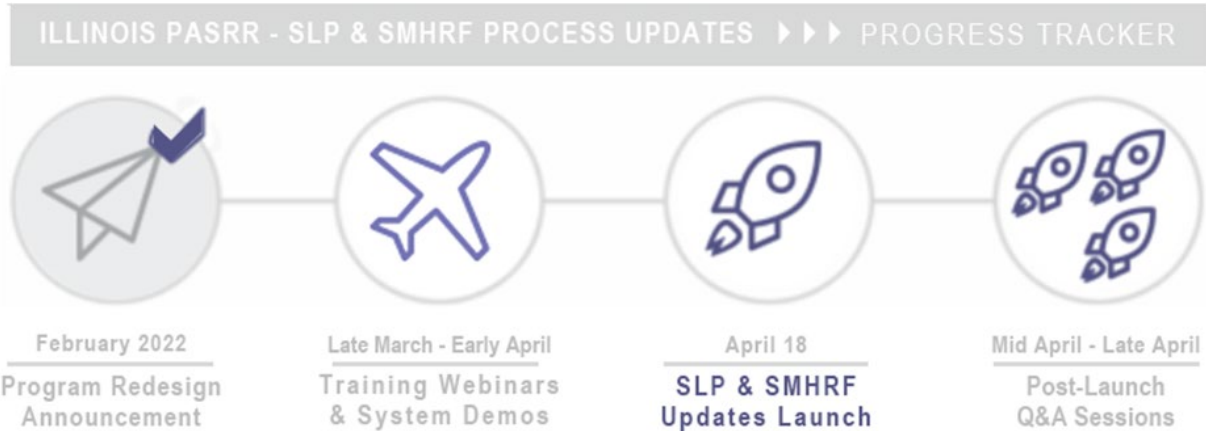 ILLINOIS PASRR - SLP & SMHRF PROCESS UPDATES PROGRESS TRACKER
February 2022
Program Redesign
Announcement
Late March - Early April
Training Webinars
& System Demos
April 18
SLP & SMHRF
Updates Launch
Mid April - Late April
Post-Launch
Q&A Sessions